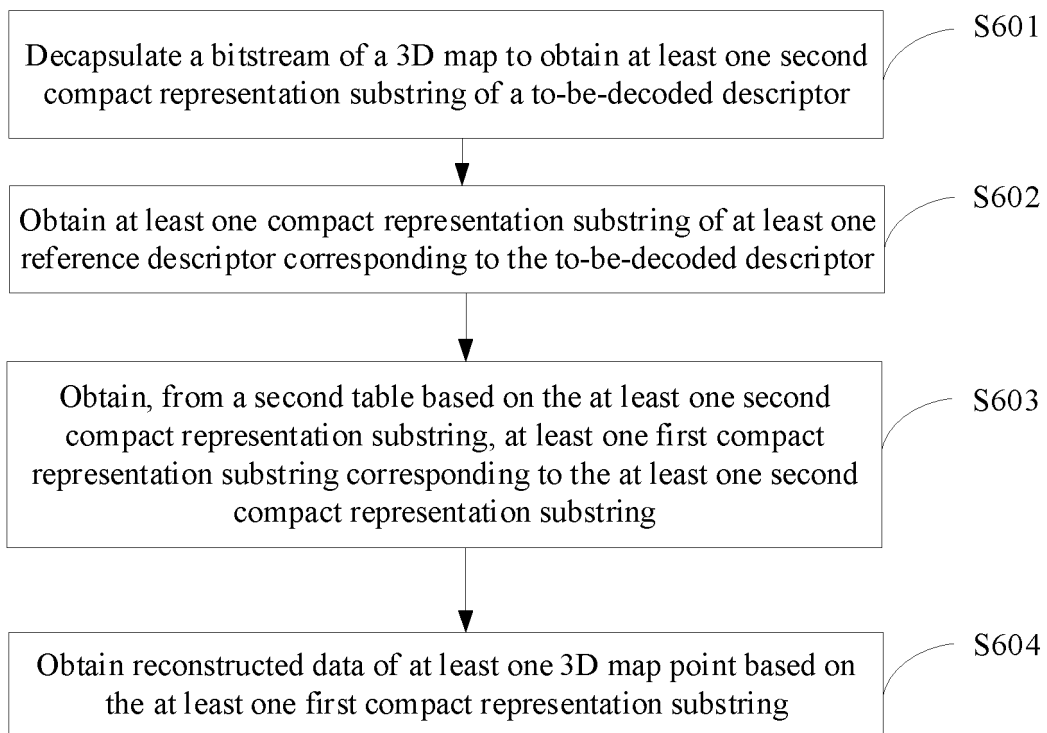 S601
Decapsulate a bitstream of a 3D map to obtain at least one second
compact representation substring of a to-be-decoded descriptor
S602
Obtain at least one compact representation substring of at least one
reference descriptor corresponding to the to-be-decoded descriptor
S603
Obtain, from a second table based on the at least one second
compact representation substring, at least one first compact
representation substring corresponding to the at least one second
compact representation substring
S604
Obtain reconstructed data of at least one 3D map point based on
the at least one first compact representation substring